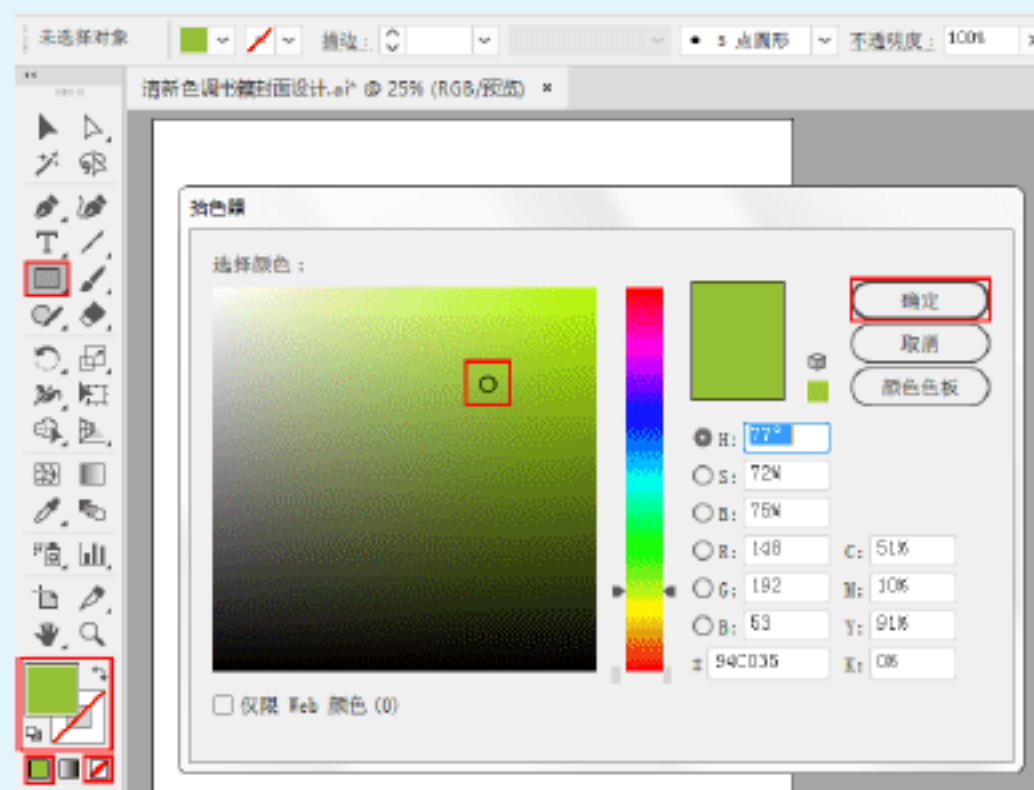 未选择对象 描边： 5 点圆形 不透明度： 100%
清新色调书籍封面设计.ai* @ 25% (RGB/预览) ×
拾色器
选择颜色：
确定
取消
颜色色板
H: 77°
S: 72%
B: 75%
R: 148 C: 51%
G: 192 M: 10%
B: 53 Y: 91%
# 94C035 K: 0%
仅限 Web 颜色 (O)